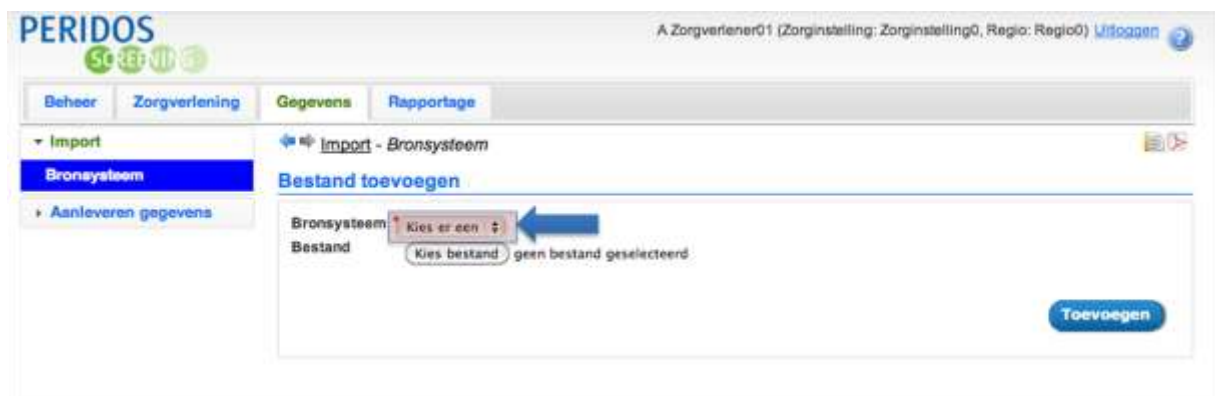 PERIDOS
SCREENING
A Zorgverlener01 (Zorginstelling: Zorginstelling0, Regio: Regio0) Uitloggen
Beheer Zorgverlening Gegevens Rapportage
Import
Bronsysteem
Aanleveren gegevens
Import - Bronsysteem
Bestand toevoegen
Bronsysteem * Kies er een
Bestand Kies bestand geen bestand geselecteerd
Toevoegen